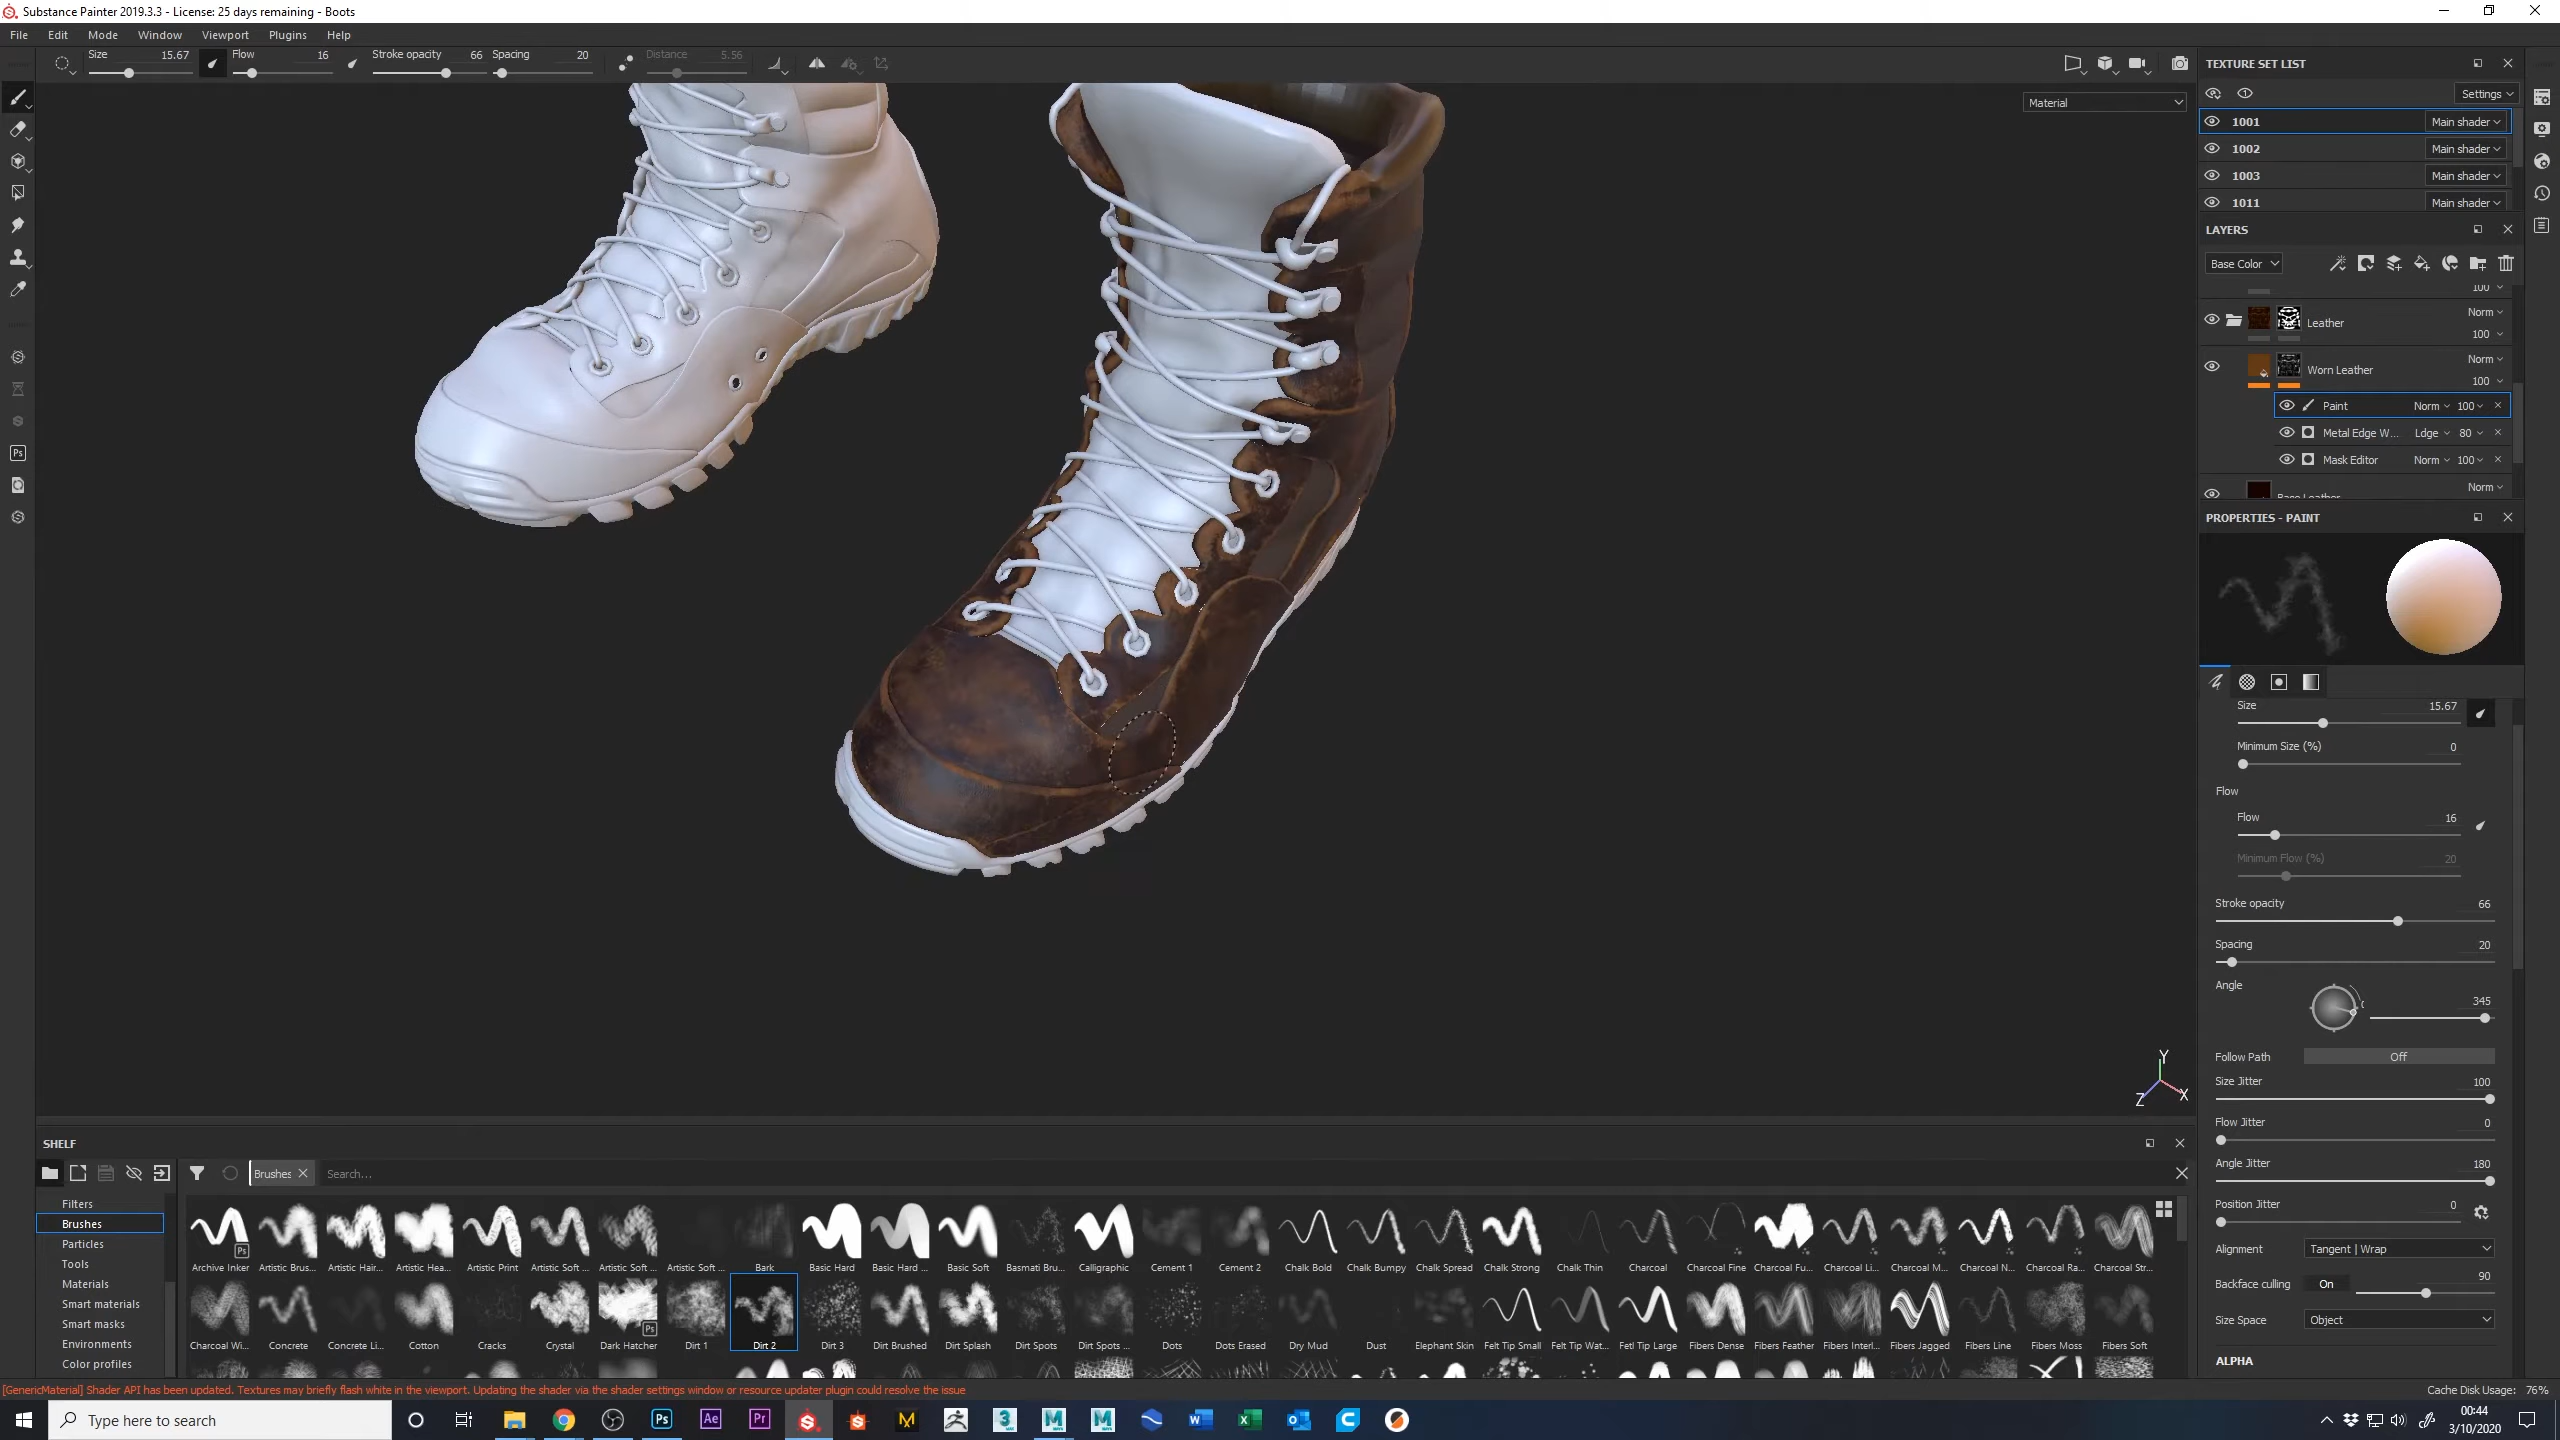 Substance Painter 2019.3.3 - License: 25 days remaining - Boots
File Edit Mode Window Viewport Plugins Help
Size 15.67 Flow 16 Stroke opacity 66 Spacing 20 Distance 5.56
Material
TEXTURE SET LIST
Settings
1001 Main shader
1002 Main shader
1003 Main shader
1011 Main shader
LAYERS
Base Color
100
Leather Norm
100
Worn Leather Norm
100
Paint Norm 100
Metal Edge W... Ldge 80
Mask Editor Norm 100
Base Leather Norm
PROPERTIES - PAINT
Size 15.67
Minimum Size (%) 0
Flow
Flow 16
Minimum Flow (%) 20
Stroke opacity 66
Spacing 20
Angle 345
Follow Path Off
Size Jitter 100
Flow Jitter 0
Angle Jitter 180
Position Jitter 0
Alignment Tangent | Wrap
Backface culling On 90
Size Space Object
ALPHA
Y
Z X
SHELF
Brushes Search...
Filters
Brushes
Particles
Tools
Materials
Smart materials
Smart masks
Environments
Color profiles
Ps
Archive Inker Artistic Brus... Artistic Hair... Artistic Hea... Artistic Print Artistic Soft ... Artistic Soft ... Artistic Soft ... Bark Basic Hard Basic Hard ... Basic Soft Basmati Bru... Calligraphic Cement 1 Cement 2 Chalk Bold Chalk Bumpy Chalk Spread Chalk Strong Chalk Thin Charcoal Charcoal Fine Charcoal Fu... Charcoal Li... Charcoal M... Charcoal N... Charcoal Ra... Charcoal Str...
Charcoal Wi... Concrete Concrete Li... Cotton Cracks Crystal Dark Hatcher Dirt 1 Dirt 2 Dirt 3 Dirt Brushed Dirt Splash Dirt Spots Dirt Spots ... Dots Dots Erased Dry Mud Dust Elephant Skin Felt Tip Small Felt Tip Wat... Fetl Tip Large Fibers Dense Fibers Feather Fibers Interl... Fibers Jagged Fibers Line Fibers Moss Fibers Soft
[GenericMaterial] Shader API has been updated. Textures may briefly flash white in the viewport. Updating the shader via the shader settings window or resource updater plugin could resolve the issue
Cache Disk Usage: 76%
Type here to search
Ps Ae Pr
00:44
3/10/2020